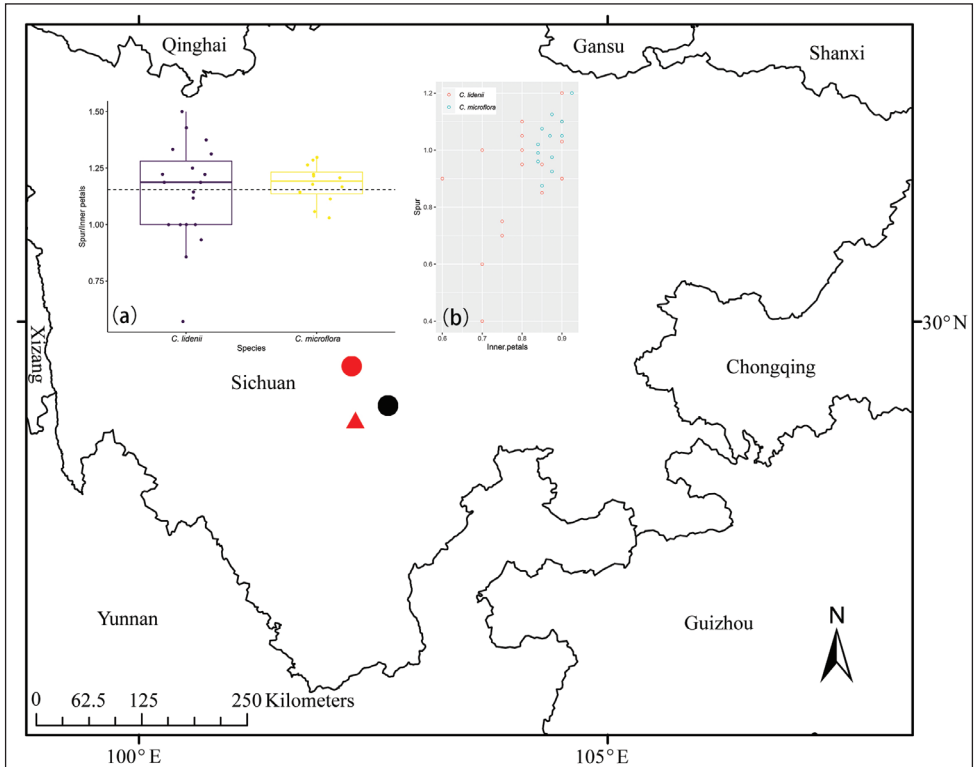 Qinghai
Gansu
Shanxi
1.50
1.25
1.00
0.75
Spur/Inner petals
(a)
C. lidenii
C. microflora
Species
C. lidenii
C. microflora
1.2
1.0
0.8
0.6
0.4
Spur
(b)
0.6
0.7
0.8
0.9
Inner.petals
30°N
Xizang
Sichuan
Chongqing
Yunnan
Guizhou
N
0 62.5 125 250 Kilometers
100°E
105°E